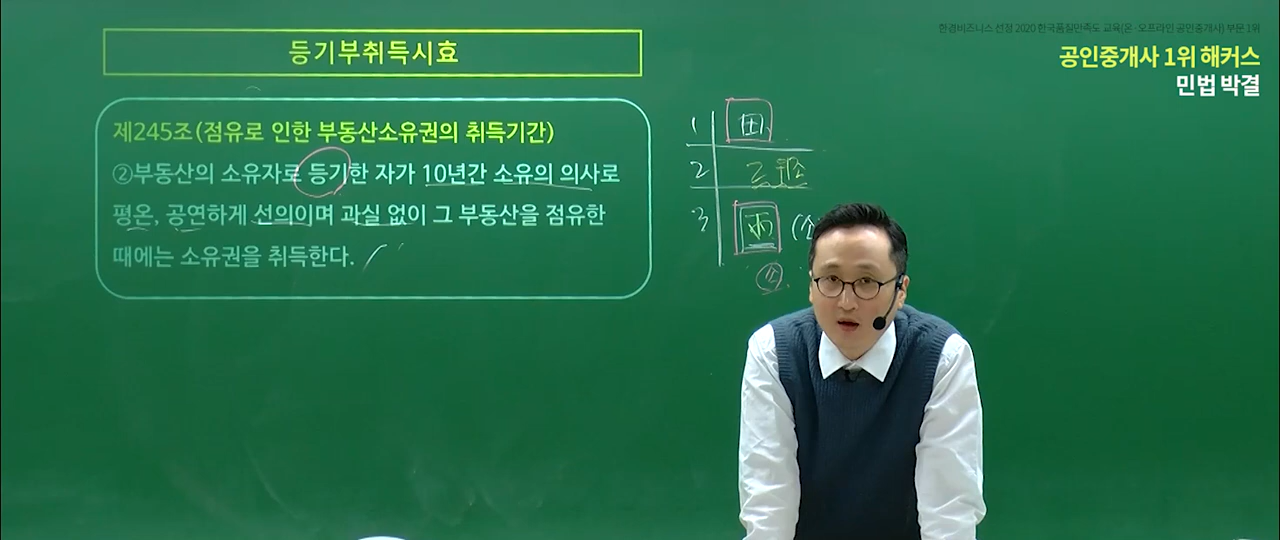 한경비즈니스 선정 2020 한국품질만족도 교육(온·오프라인 공인중개사) 부문 1위
공인중개사 1위 해커스
민법 박결
등기부취득시효
제245조(점유로 인한 부동산소유권의 취득기간)
②부동산의 소유자로 등기한 자가 10년간 소유의 의사로
평온, 공연하게 선의이며 과실 없이 그 부동산을 점유한
때에는 소유권을 취득한다.
1
2
3
(소